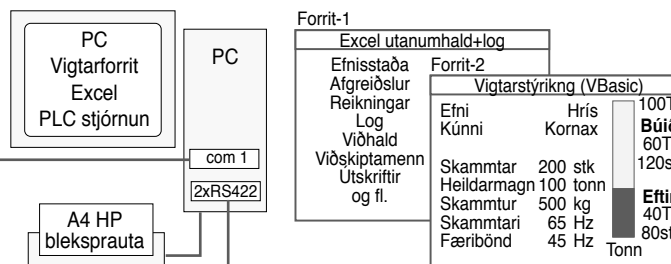 PC
Vigtarforrit
Excel
PLC stjórnun
PC
com 1
2xRS422
A4 HP
bleksprauta
Forrit-1
Excel utanumhald+log
Efnisstaða
Afgreiðslur
Reikningar
Log
Viðhald
Viðskiptamenn
Útskriftir
og fl.
Forrit-2
Vigtarstýrikng (VBasic)
Efni Hrís
Kúnni Kornax
Skammtar 200 stk
Heildarmagn 100 tonn
Skammtur 500 kg
Skammtari 65 Hz
Færibönd 45 Hz
100T
60T
120s
40T
80st
Tonn